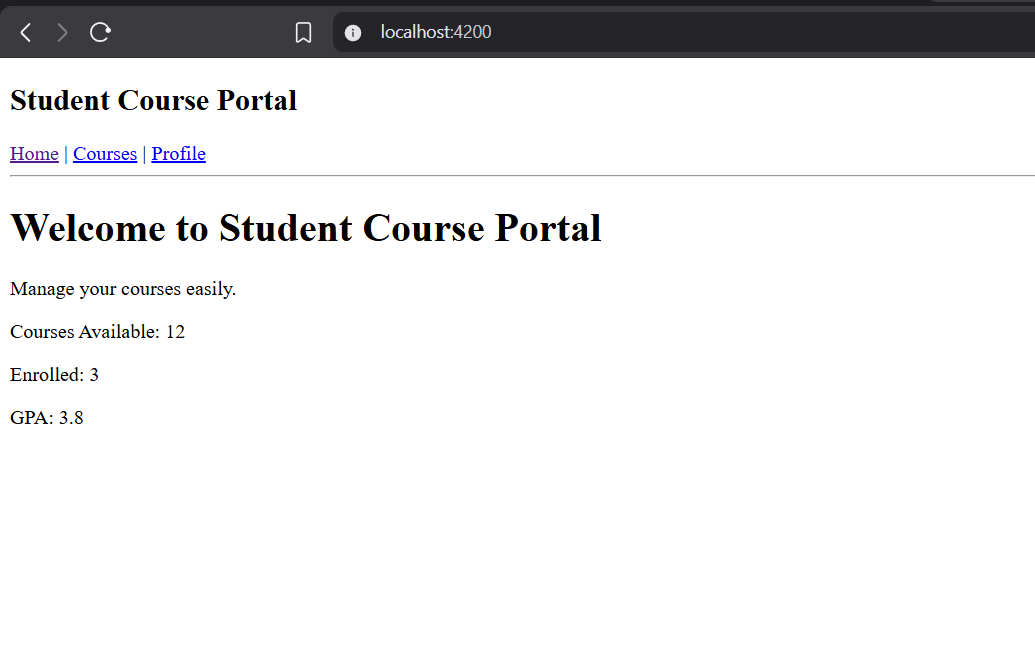 localhost:4200
Student Course Portal
Home | Courses | Profile
Welcome to Student Course Portal
Manage your courses easily.
Courses Available: 12
Enrolled: 3
GPA: 3.8